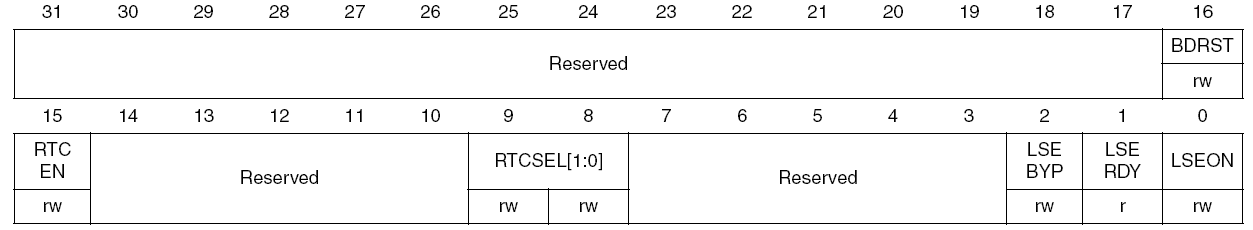 31 30 29 28 27 26 25 24 23 22 21 20 19 18 17 16
Reserved BDRST
rw
15 14 13 12 11 10 9 8 7 6 5 4 3 2 1 0
RTC EN Reserved RTCSEL[1:0] Reserved LSE BYP LSE RDY LSEON
rw rw rw rw r rw